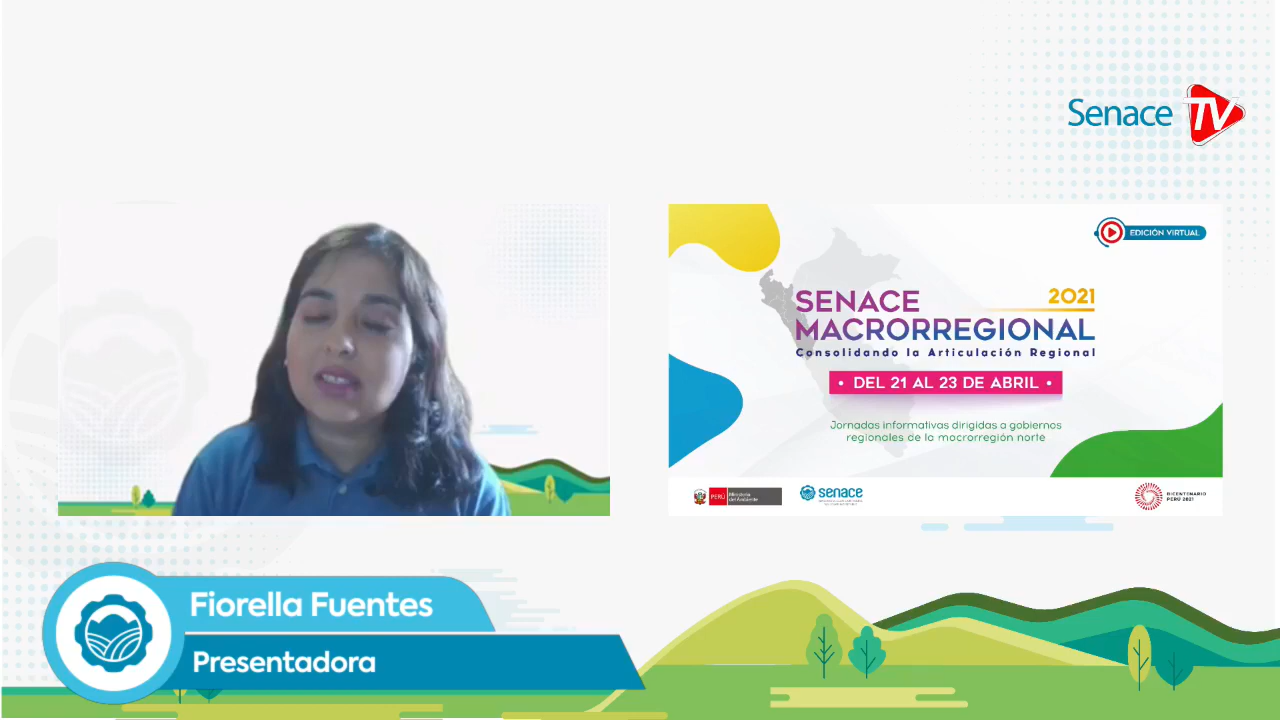 Senace TV
EDICIÓN VIRTUAL
SENACE
2021
MACRORREGIONAL
Consolidando la Articulación Regional
• DEL 21 AL 23 DE ABRIL •
Jornadas informativas dirigidas a gobiernos
regionales de la macrorregión norte
PERÚ
Ministerio
del Ambiente
senace
BICENTENARIO
PERÚ 2021
Fiorella Fuentes
Presentadora